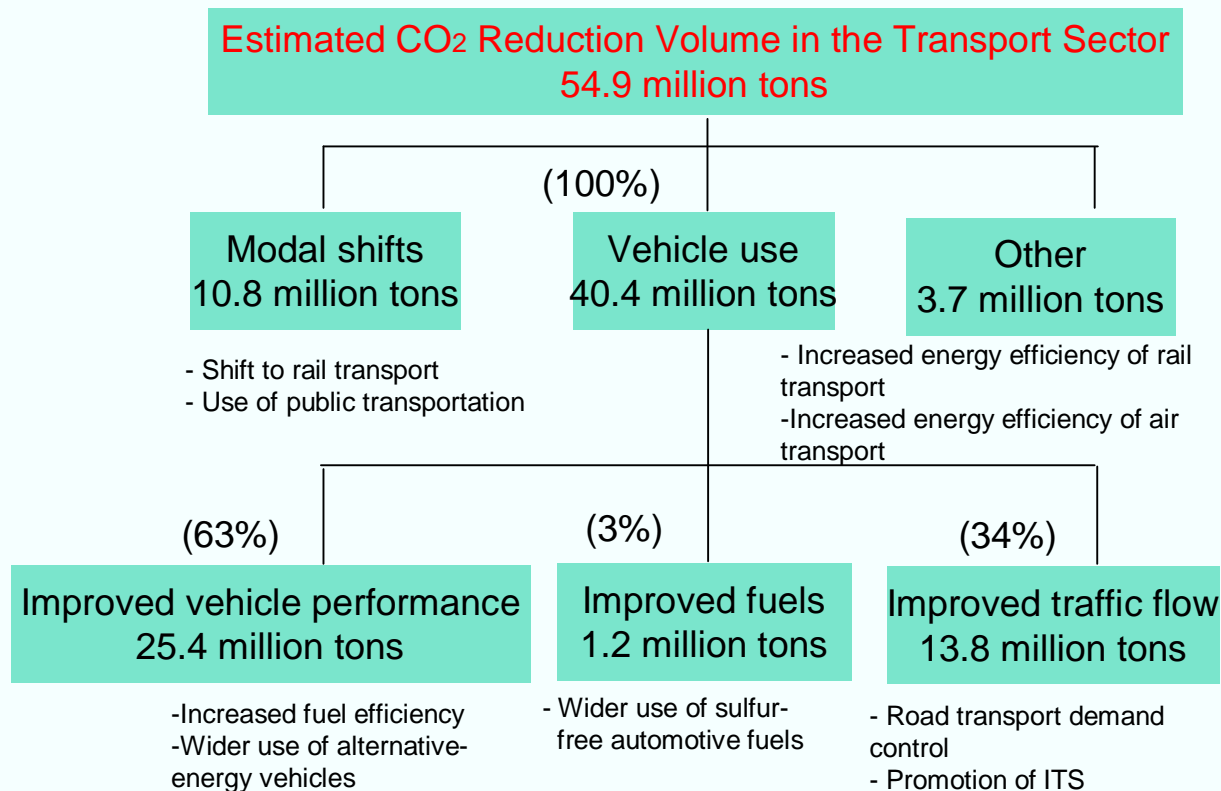 Estimated CO2 Reduction Volume in the Transport Sector
54.9 million tons
(100%)
Modal shifts
10.8 million tons
Vehicle use
40.4 million tons
Other
3.7 million tons
- Shift to rail transport
- Use of public transportation
- Increased energy efficiency of rail
transport
-Increased energy efficiency of air
transport
(63%)
(3%)
(34%)
Improved vehicle performance
25.4 million tons
Improved fuels
1.2 million tons
Improved traffic flow
13.8 million tons
-Increased fuel efficiency
-Wider use of alternative-
energy vehicles
- Wider use of sulfur-
free automotive fuels
- Road transport demand
control
- Promotion of ITS